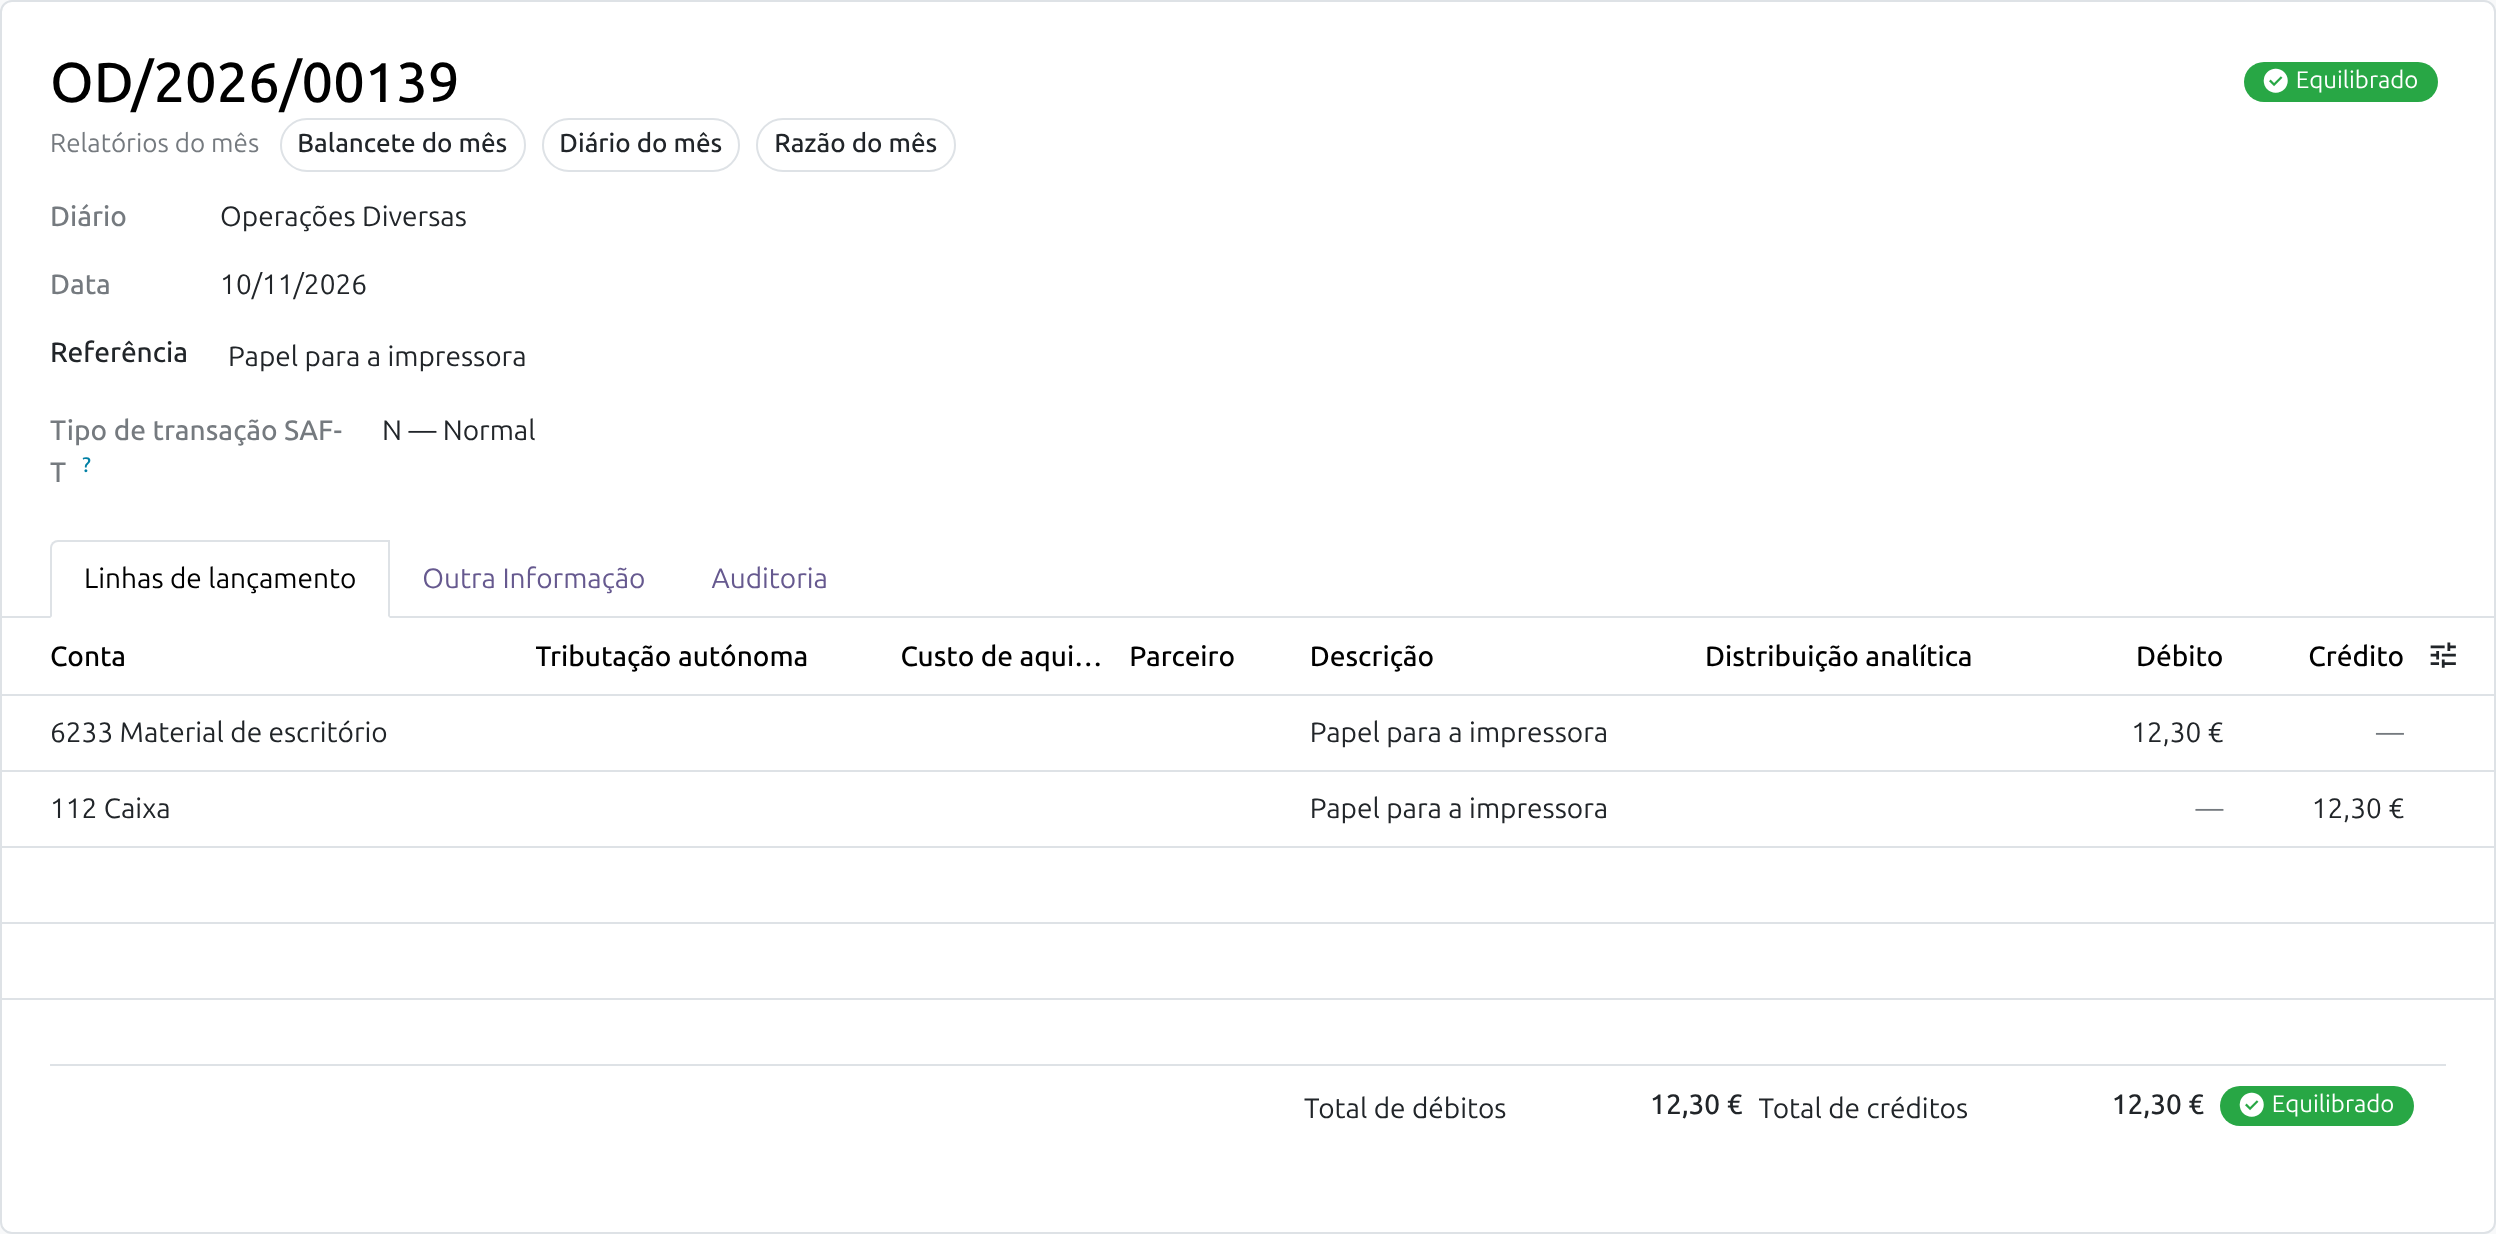 OD/2026/00139
Equilibrado
Relatórios do mês Balancete do mês Diário do mês Razão do mês
Diário Operações Diversas
Data 10/11/2026
Referência Papel para a impressora
Tipo de transação SAF-T ? N — Normal
Linhas de lançamento Outra Informação Auditoria
Conta Tributação autónoma Custo de aqui... Parceiro Descrição Distribuição analítica Débito Crédito
6233 Material de escritório Papel para a impressora 12,30 € —
112 Caixa Papel para a impressora — 12,30 €
Total de débitos 12,30 € Total de créditos 12,30 € Equilibrado